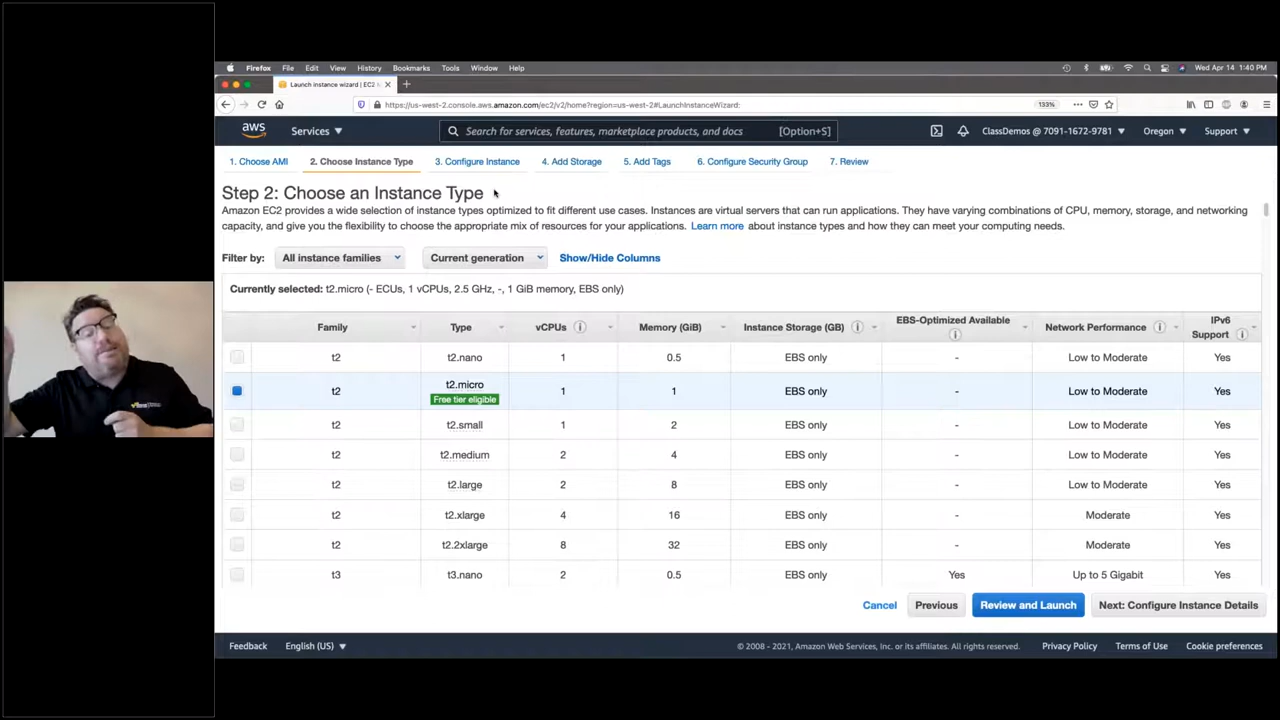 Firefox File Edit View History Bookmarks Tools Window Help Wed Apr 14 1:40 PM
Launch instance wizard | EC2
https://us-west-2.console.aws.amazon.com/ec2/v2/home?region=us-west-2#LaunchInstanceWizard: 133%
aws Services Search for services, features, marketplace products, and docs [Option+S] ClassDemos @ 7091-1672-9781 Oregon Support
1. Choose AMI 2. Choose Instance Type 3. Configure Instance 4. Add Storage 5. Add Tags 6. Configure Security Group 7. Review
Step 2: Choose an Instance Type
Amazon EC2 provides a wide selection of instance types optimized to fit different use cases. Instances are virtual servers that can run applications. They have varying combinations of CPU, memory, storage, and networking
capacity, and give you the flexibility to choose the appropriate mix of resources for your applications. Learn more about instance types and how they can meet your computing needs.
Filter by: All instance families Current generation Show/Hide Columns
Currently selected: t2.micro (- ECUs, 1 vCPUs, 2.5 GHz, -, 1 GiB memory, EBS only)
Family Type vCPUs Memory (GiB) Instance Storage (GB) EBS-Optimized Available Network Performance IPv6 Support
t2 t2.nano 1 0.5 EBS only - Low to Moderate Yes
t2 t2.micro Free tier eligible 1 1 EBS only - Low to Moderate Yes
t2 t2.small 1 2 EBS only - Low to Moderate Yes
t2 t2.medium 2 4 EBS only - Low to Moderate Yes
t2 t2.large 2 8 EBS only - Low to Moderate Yes
t2 t2.xlarge 4 16 EBS only - Moderate Yes
t2 t2.2xlarge 8 32 EBS only - Moderate Yes
t3 t3.nano 2 0.5 EBS only Yes Up to 5 Gigabit Yes
Cancel Previous Review and Launch Next: Configure Instance Details
Feedback English (US) © 2008 - 2021, Amazon Web Services, Inc. or its affiliates. All rights reserved. Privacy Policy Terms of Use Cookie preferences